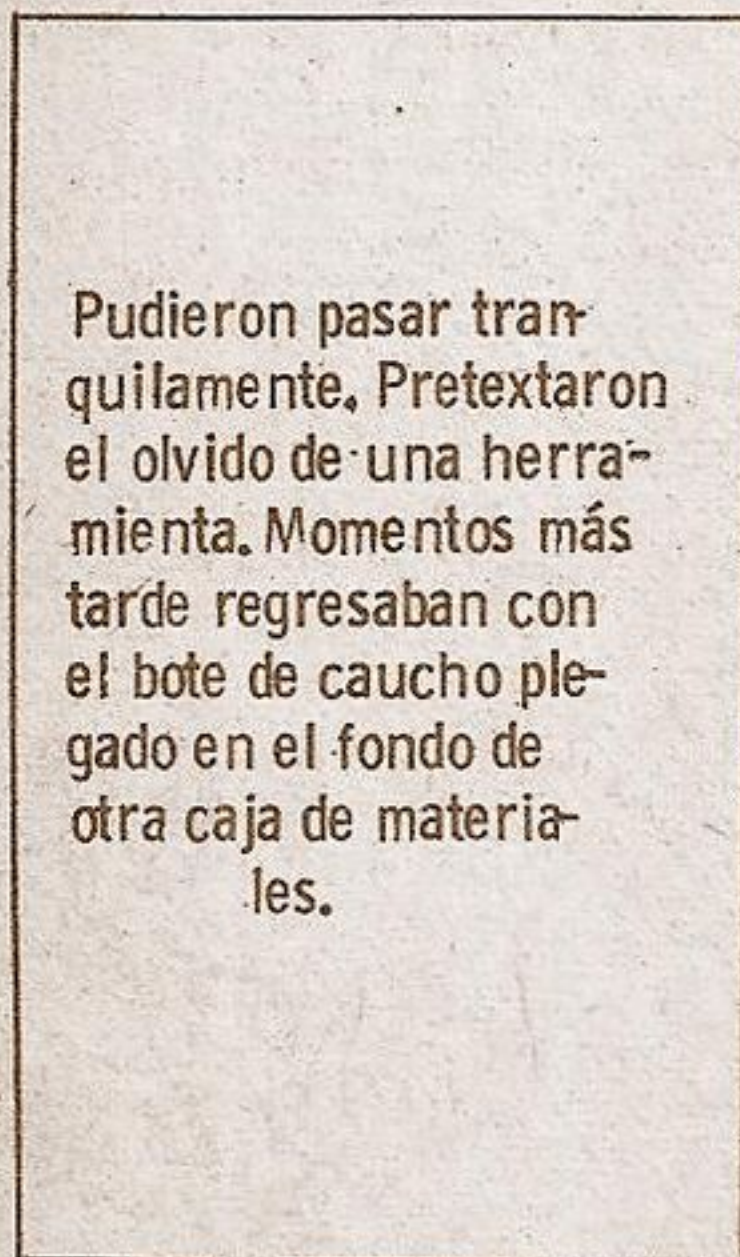 Pudieron pasar tran-
quilamente. Pretextaron
el olvido de una herra-
mienta. Momentos más
tarde regresaban con
el bote de caucho ple-
gado en el fondo de
otra caja de materia-
les.